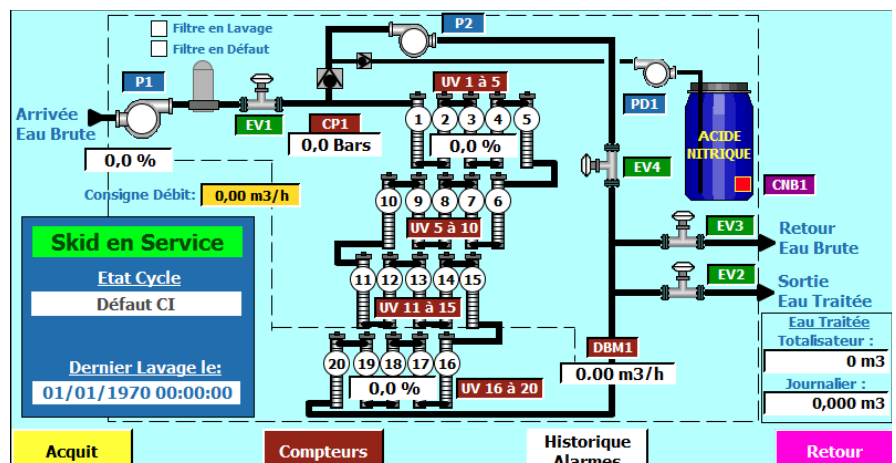 Filtre en Lavage
Filtre en Défaut
P2
P1
UV 1 à 5
PD1
Arrivée
Eau Brute
EV1
CP1
0,0 Bars
1 2 3 4 5
0,0 %
0,0 %
ACIDE
NITRIQUE
EV4
CNB1
Consigne Débit: 0,00 m3/h
10 9 8 7 6
UV 5 à 10
EV3
Retour
Eau Brute
Skid en Service
Etat Cycle
Défaut CI
11 12 13 14 15
UV 11 à 15
EV2
Sortie
Eau Traitée
Eau Traitée
Totalisateur :
0 m3
Journalier :
0,000 m3
DBM1
0.00 m3/h
20 19 18 17 16
0,0 %
UV 16 à 20
Dernier Lavage le:
01/01/1970 00:00:00
Acquit
Compteurs
Historique
Alarmes
Retour